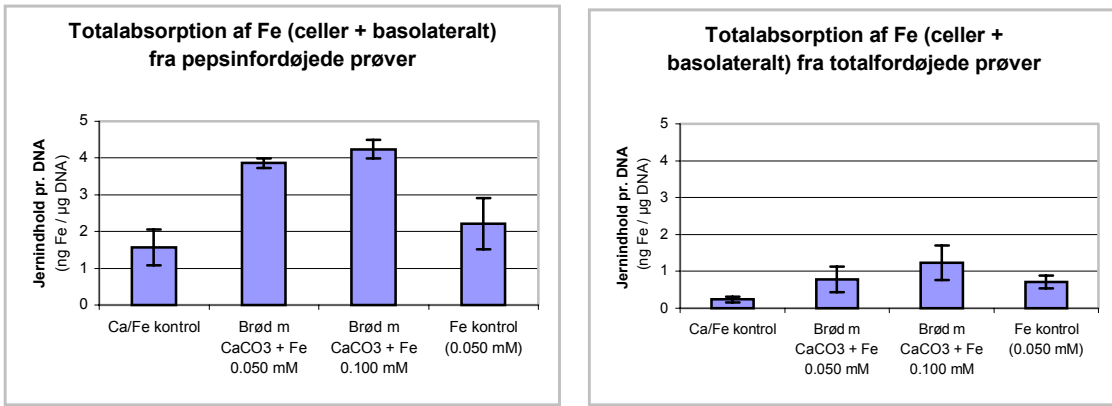 Totalabsorption af Fe (celler + basolateralt)
fra pepsinfordøjede prøver
Jernindhold pr. DNA
(ng Fe / µg DNA)
5
4
3
2
1
0
Ca/Fe kontrol
Brød m
CaCO3 + Fe
0.050 mM
Brød m
CaCO3 + Fe
0.100 mM
Fe kontrol
(0.050 mM)
Totalabsorption af Fe (celler +
basolateralt) fra totalfordøjede prøver
Jernindhold pr. DNA
(ng Fe / µg DNA)
5
4
3
2
1
0
Ca/Fe kontrol
Brød m
CaCO3 + Fe
0.050 mM
Brød m
CaCO3 + Fe
0.100 mM
Fe kontrol
(0.050 mM)